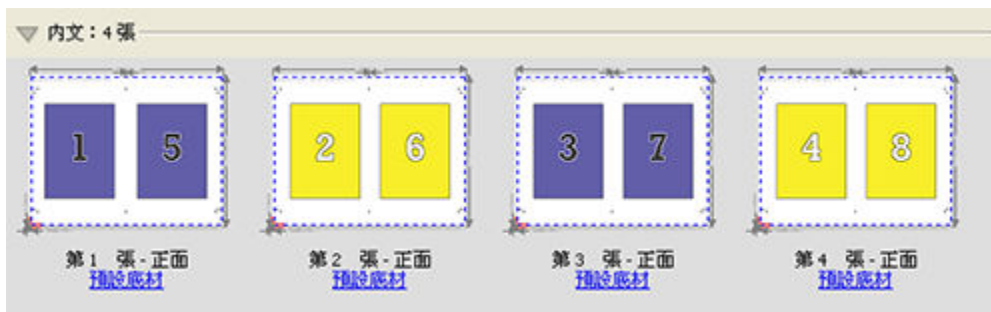 內文：4 張
1 5 2 6 3 7 4 8
第 1 張 - 正面 第 2 張 - 正面 第 3 張 - 正面 第 4 張 - 正面
預設底材 預設底材 預設底材 預設底材